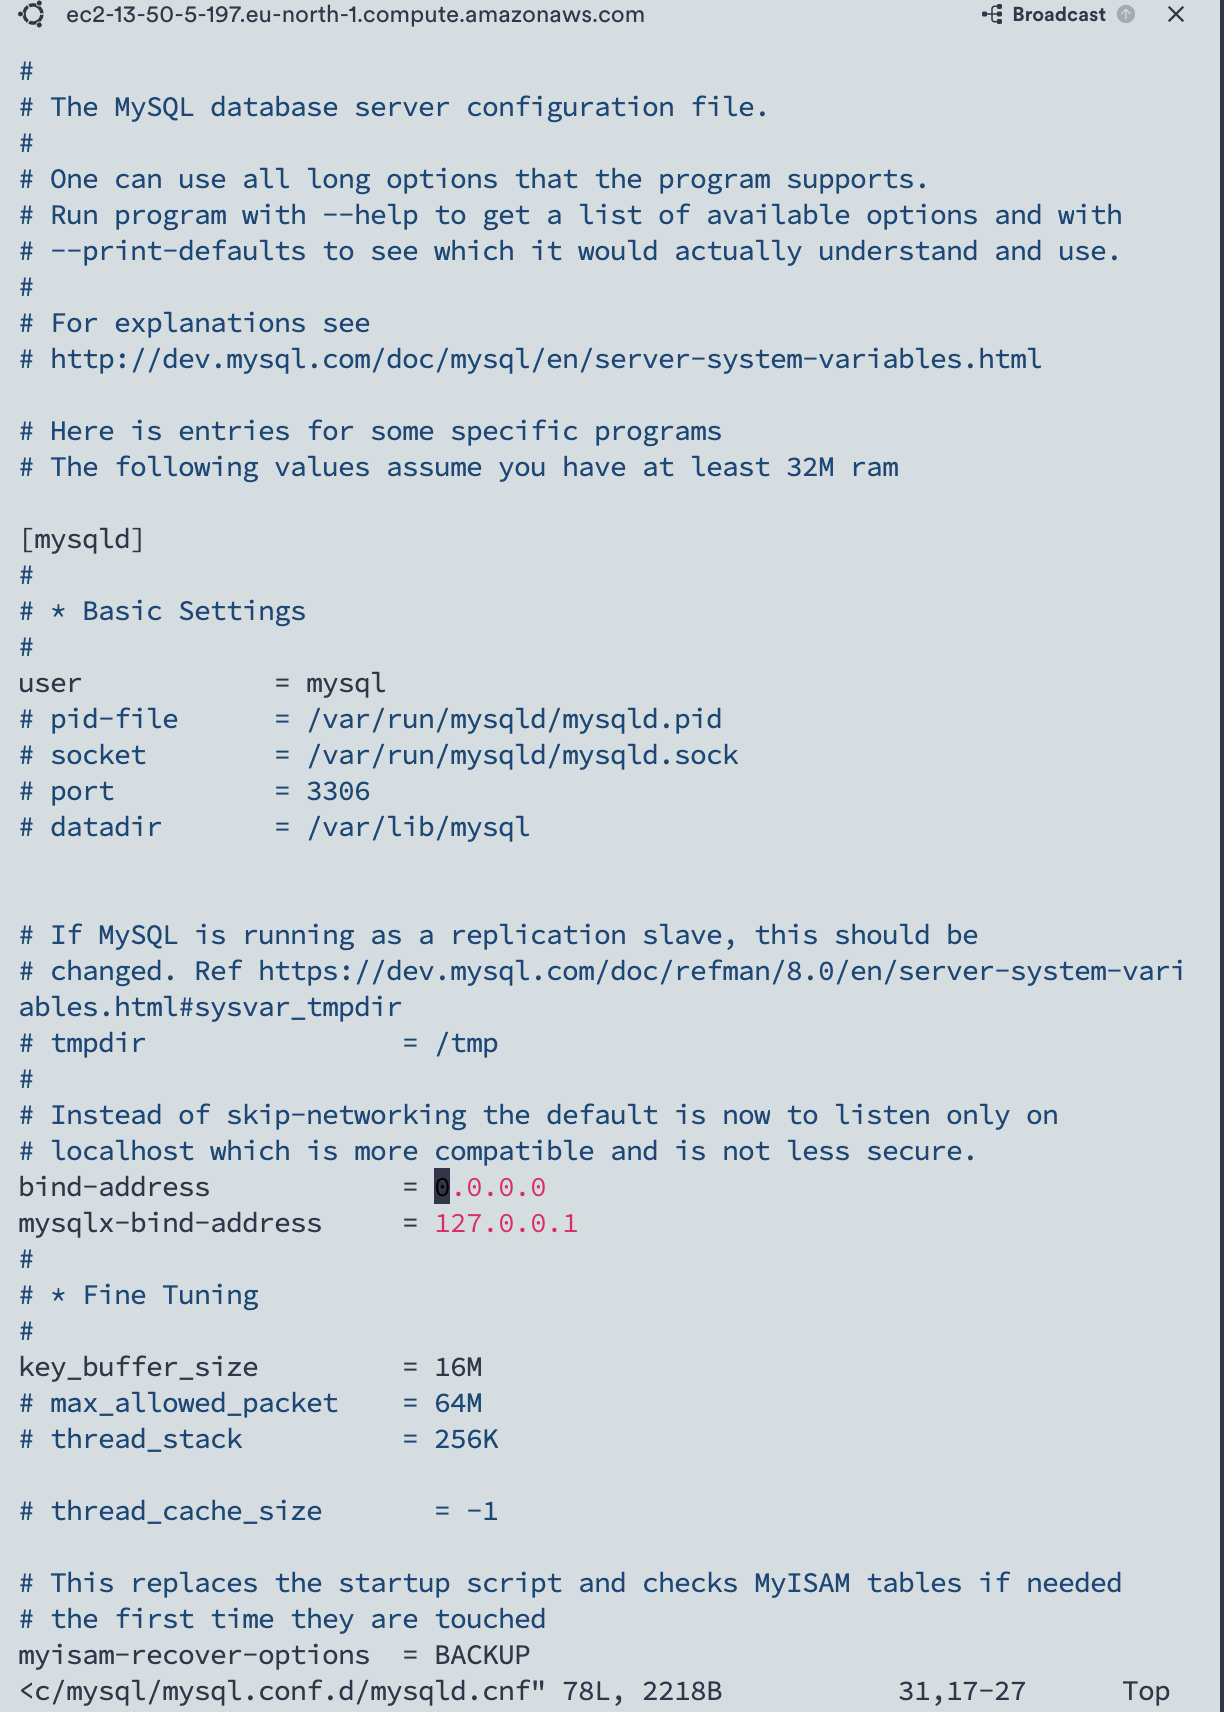 ec2-13-50-5-197.eu-north-1.compute.amazonaws.com Broadcast
#
# The MySQL database server configuration file.
#
# One can use all long options that the program supports.
# Run program with --help to get a list of available options and with
# --print-defaults to see which it would actually understand and use.
#
# For explanations see
# http://dev.mysql.com/doc/mysql/en/server-system-variables.html

# Here is entries for some specific programs
# The following values assume you have at least 32M ram

[mysqld]
#
# * Basic Settings
#
user            = mysql
# pid-file      = /var/run/mysqld/mysqld.pid
# socket        = /var/run/mysqld/mysqld.sock
# port          = 3306
# datadir       = /var/lib/mysql


# If MySQL is running as a replication slave, this should be
# changed. Ref https://dev.mysql.com/doc/refman/8.0/en/server-system-vari
ables.html#sysvar_tmpdir
# tmpdir                = /tmp
#
# Instead of skip-networking the default is now to listen only on
# localhost which is more compatible and is not less secure.
bind-address            = 0.0.0.0
mysqlx-bind-address     = 127.0.0.1
#
# * Fine Tuning
#
key_buffer_size         = 16M
# max_allowed_packet    = 64M
# thread_stack          = 256K

# thread_cache_size       = -1

# This replaces the startup script and checks MyISAM tables if needed
# the first time they are touched
myisam-recover-options  = BACKUP
<c/mysql/mysql.conf.d/mysqld.cnf" 78L, 2218B           31,17-27      Top